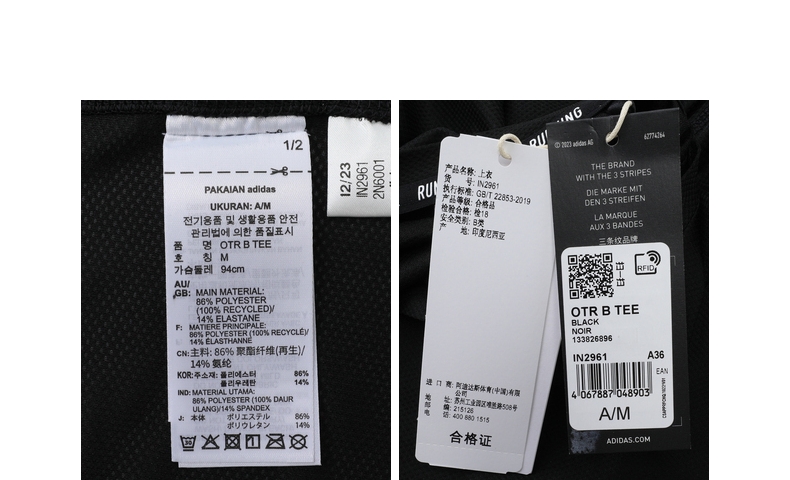 1/2
PAKAIAN adidas
UKURAN: A/M
전기용품 및 생활용품 안전
관리법에 의한 품질표시
품 명 OTR B TEE
호 칭 M
가슴둘레 94cm
AU/
GB: MAIN MATERIAL:
86% POLYESTER
(100% RECYCLED)/
14% ELASTANE
F: MATIERE PRINCIPALE:
86% POLYESTER (100% RECYCLÉ)/
14% ÉLASTHANNE
CN: 主料: 86% 聚酯纤维(再生)/
14% 氨纶
KOR: 주소재: 폴리에스터 86%
폴리우레탄 14%
IND: MATERIAL UTAMA:
86% POLYESTER (100% DAUR
ULANG)/14% SPANDEX
J: 本体 ポリエステル 86%
ポリウレタン 14%
12/23
IN2961
2N6001
RUNNING
RU
产品名称: 上衣
货 号: IN2961
执行标准: GB/T 22853-2019
产品等级: 合格品
检验合格: 检18
安全类别: B类
产 地: 印度尼西亚
进 口 商: 阿迪达斯体育(中国)有限
公司
地 址: 苏州工业园区唯胜路508号
邮 编: 215126
电 话: 400 880 1515
合格证
© 2023 adidas AG
62774264
THE BRAND
WITH THE 3 STRIPES
DIE MARKE MIT
DEN 3 STREIFEN
LA MARQUE
AUX 3 BANDES
三条纹品牌
RFID
OTR B TEE
BLACK
NOIR
133826896
IN2961 A36
EAN
4 067887 048903
A/M
ADIDAS.COM